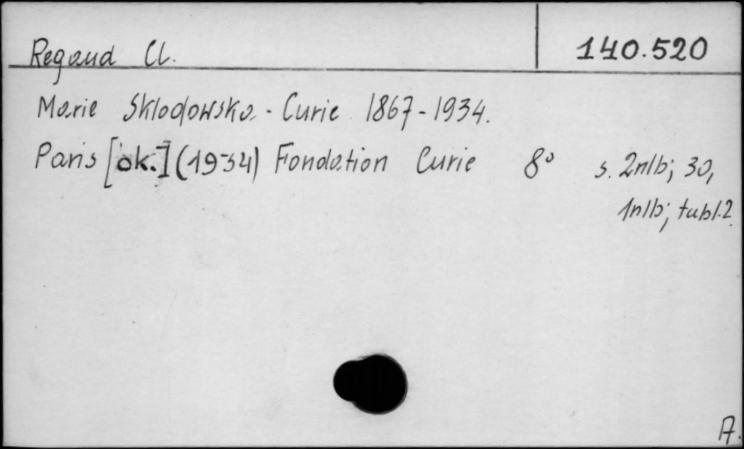 Regaud Cl.
140.520
Marie Sklodowska-Curie 1867-1934.
Paris [ok.] (1934) Fondation Curie 8° s. 2nlb; 30,
1nlb; tabl.2
A.